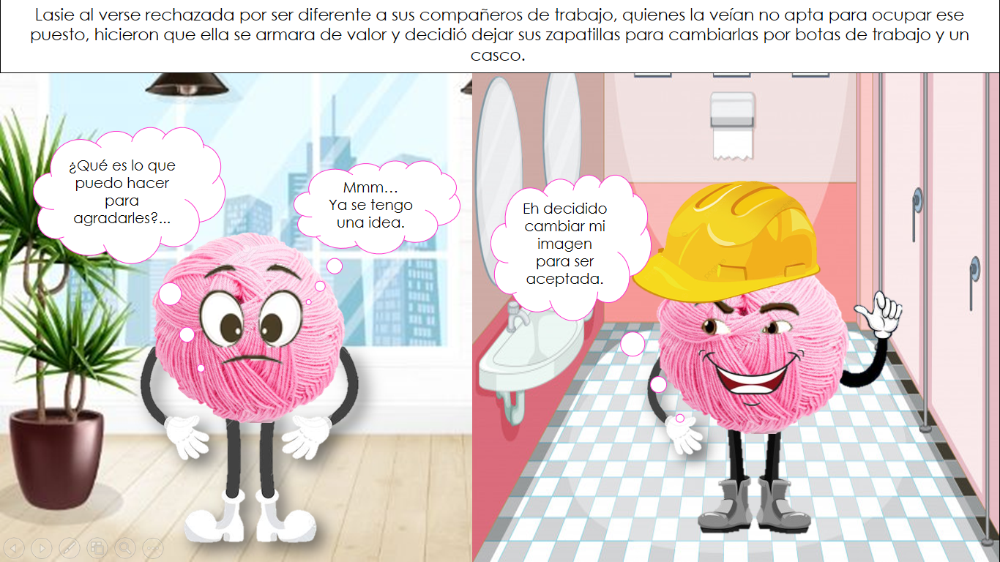 Lasie al verse rechazada por ser diferente a sus compañeros de trabajo, quienes la veían no apta para ocupar ese
puesto, hicieron que ella se armara de valor y decidió dejar sus zapatillas para cambiarlas por botas de trabajo y un
casco.
¿Qué es lo que
puedo hacer
para
agradarles?...
Mmm...
Ya se tengo
una idea.
Eh decidido
cambiar mi
imagen
para ser
aceptada.